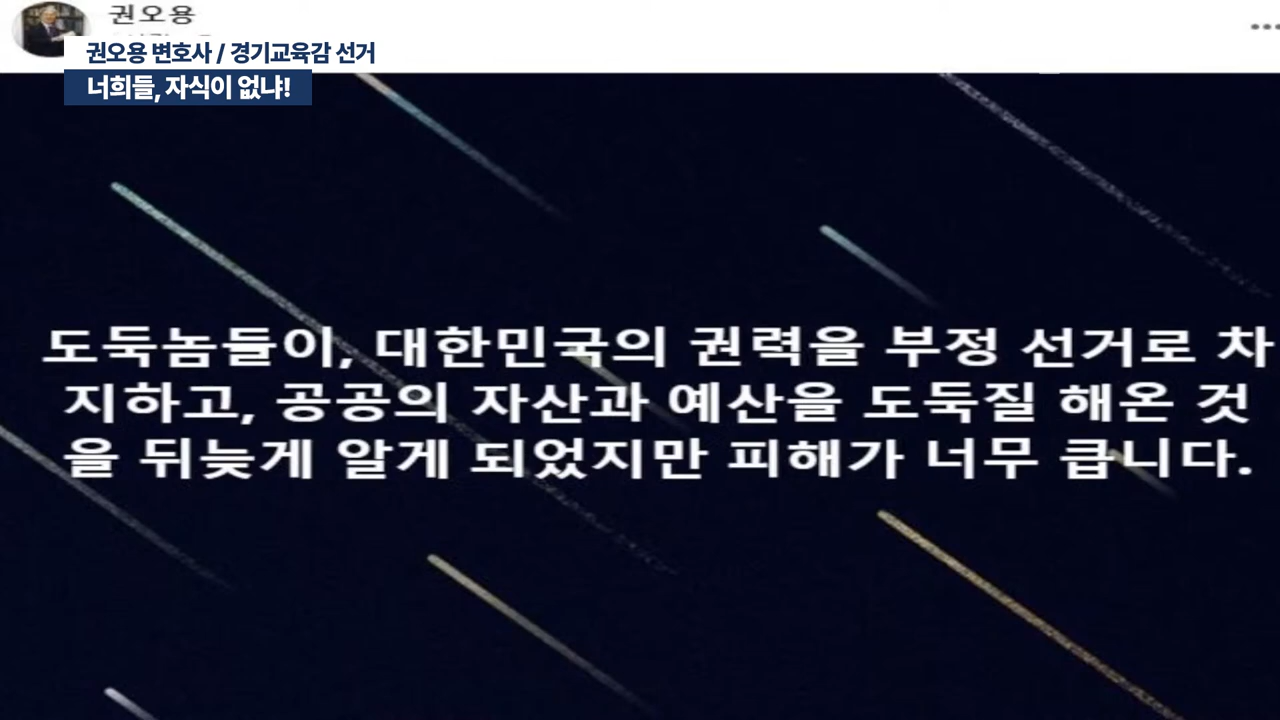 권오용
권오용 변호사 / 경기교육감 선거
너희들, 자식이 없냐!
도둑놈들이, 대한민국의 권력을 부정 선거로 차
지하고, 공공의 자산과 예산을 도둑질 해온 것
을 뒤늦게 알게 되었지만 피해가 너무 큽니다.